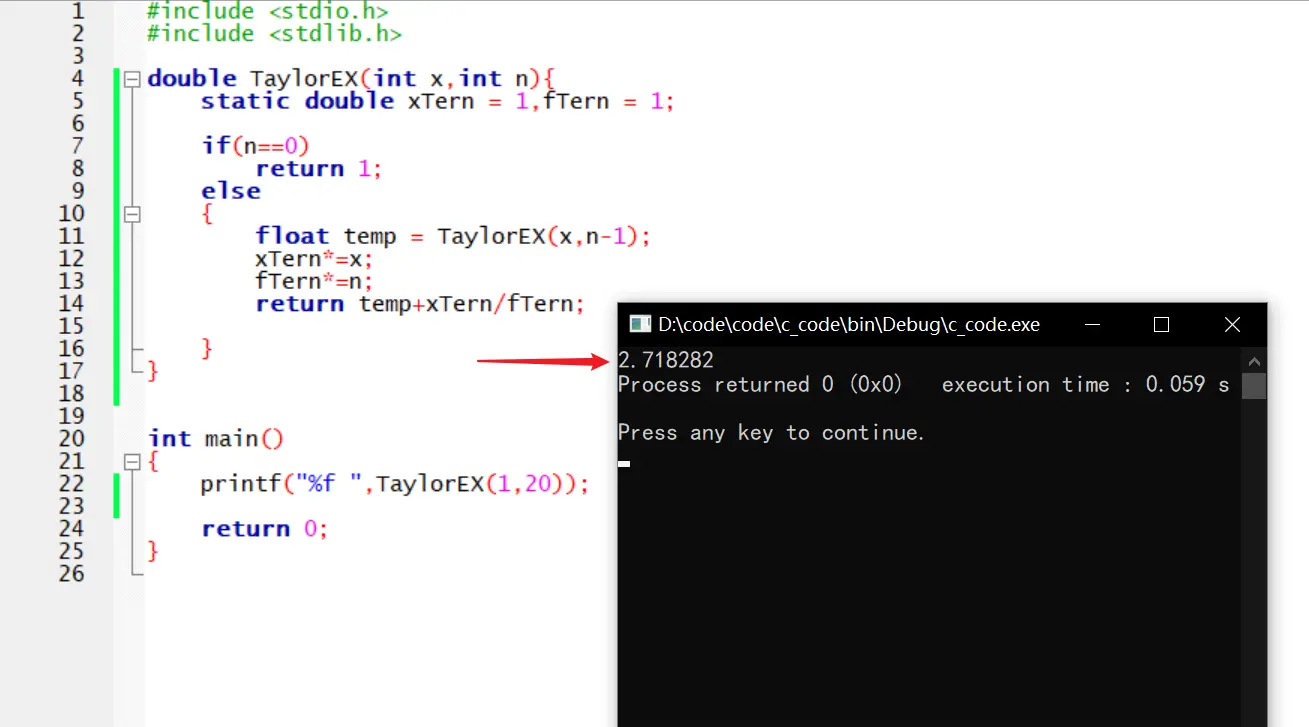 1 #include <stdio.h>
2 #include <stdlib.h>
3
4 double TaylorEX(int x,int n){
5 static double xTern = 1,fTern = 1;
6
7 if(n==0)
8 return 1;
9 else
10 {
11 float temp = TaylorEX(x,n-1);
12 xTern*=x;
13 fTern*=n;
14 return temp+xTern/fTern;
15
16 }
17 }
18
19
20 int main()
21 {
22 printf("%f ",TaylorEX(1,20));
23
24 return 0;
25 }
26
D:\code\code\c_code\bin\Debug\c_code.exe
2.718282
Process returned 0 (0x0) execution time : 0.059 s
Press any key to continue.